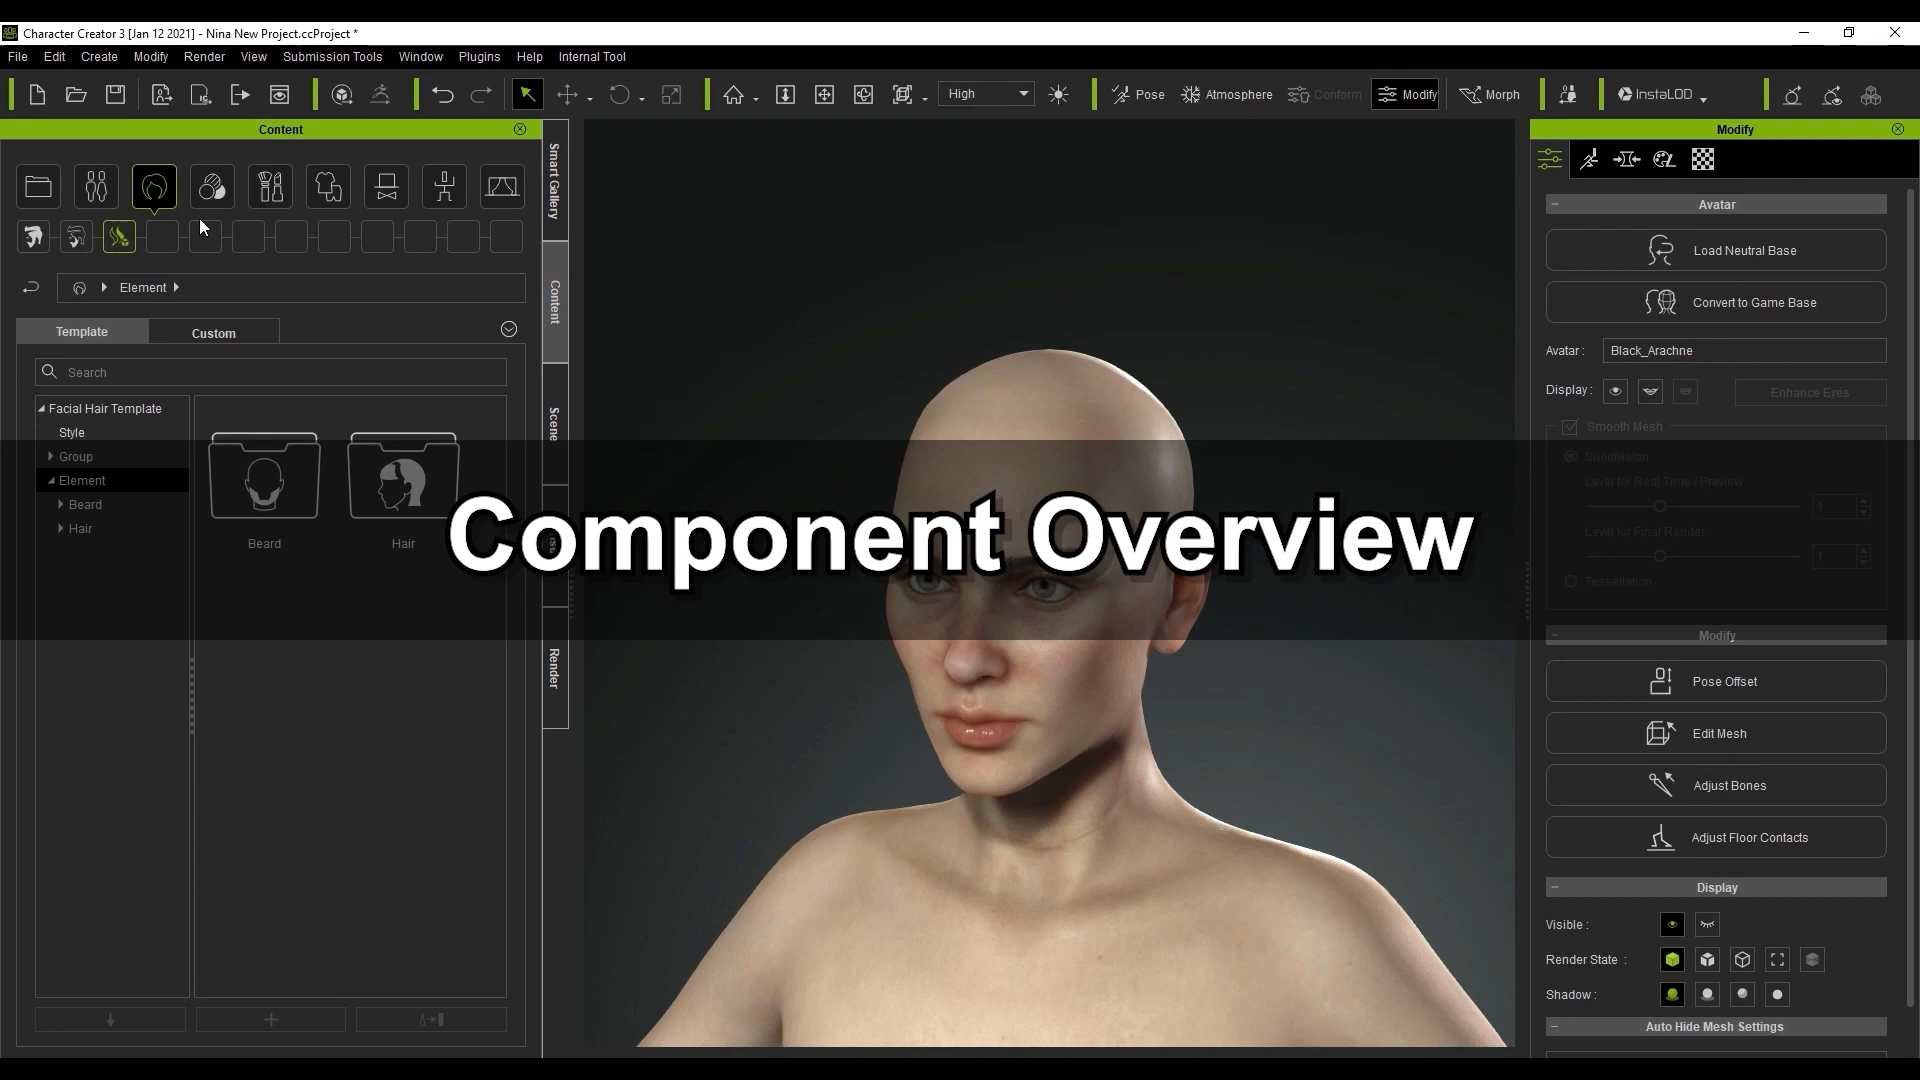 Character Creator 3 [Jan 12 2021] - Nina New Project.ccProject *
File Edit Create Modify Render View Submission Tools Window Plugins Help Internal Tool
High
Pose Atmosphere Conform Modify Morph InstaLOD
Content
Smart Gallery
Content
Scene
Render
Element
Template Custom
Search
Facial Hair Template
Style
Group
Element
Beard
Hair
Beard Hair
Component Overview
Modify
Avatar
Load Neutral Base
Convert to Game Base
Avatar : Black_Arachne
Display : Enhance Eyes
Smooth Mesh
Subdivision
Level for Real Time / Preview
1
Level for Final Render
1
Tessellation
Modify
Pose Offset
Edit Mesh
Adjust Bones
Adjust Floor Contacts
Display
Visible :
Render State :
Shadow :
Auto Hide Mesh Settings